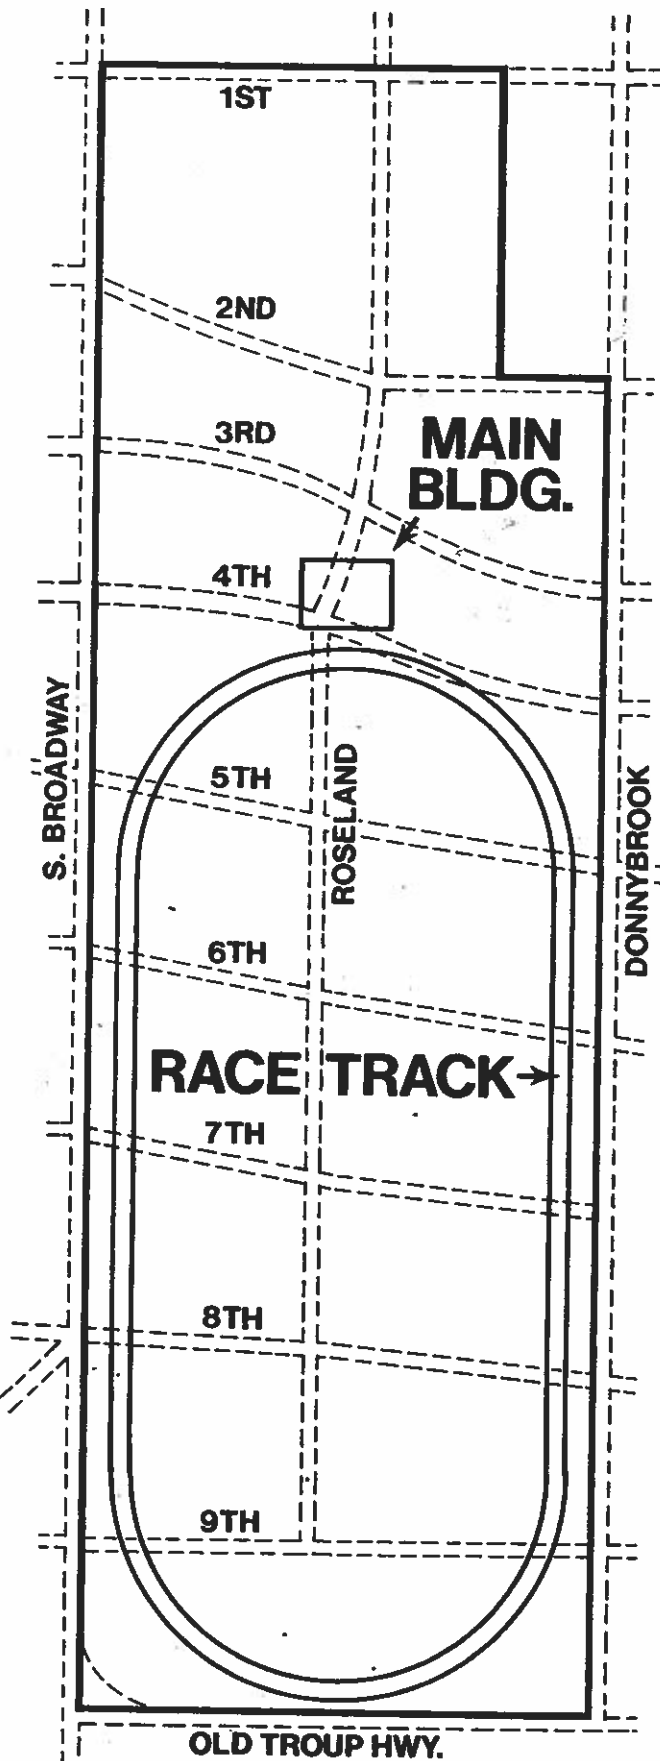 1ST
2ND
3RD
MAIN
BLDG.
4TH
S. BROADWAY
5TH
ROSELAND
DONNYBROOK
6TH
RACE TRACK
7TH
8TH
9TH
OLD TROUP HWY.